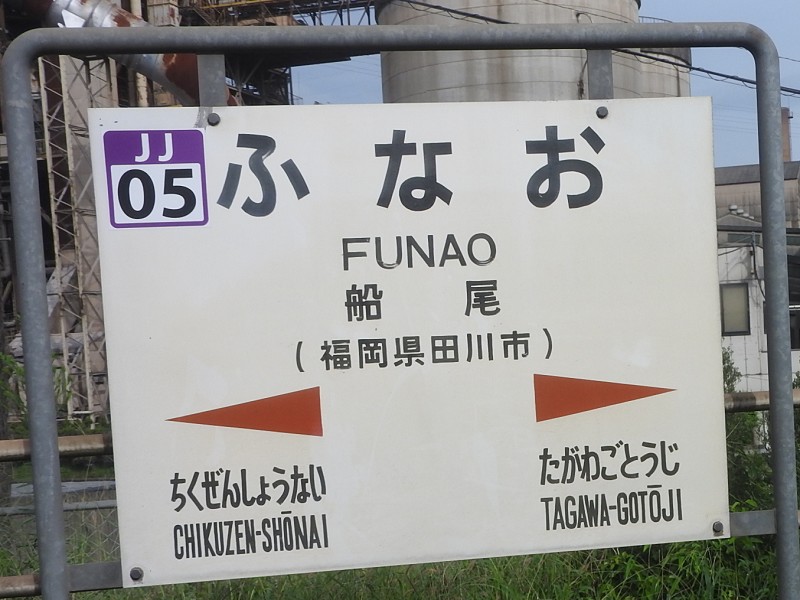 JJ
05
ふなお
FUNAO
船尾
(福岡県田川市)
ちくぜんしょうない
CHIKUZEN-SHŌNAI
たがわごとうじ
TAGAWA-GOTŌJI